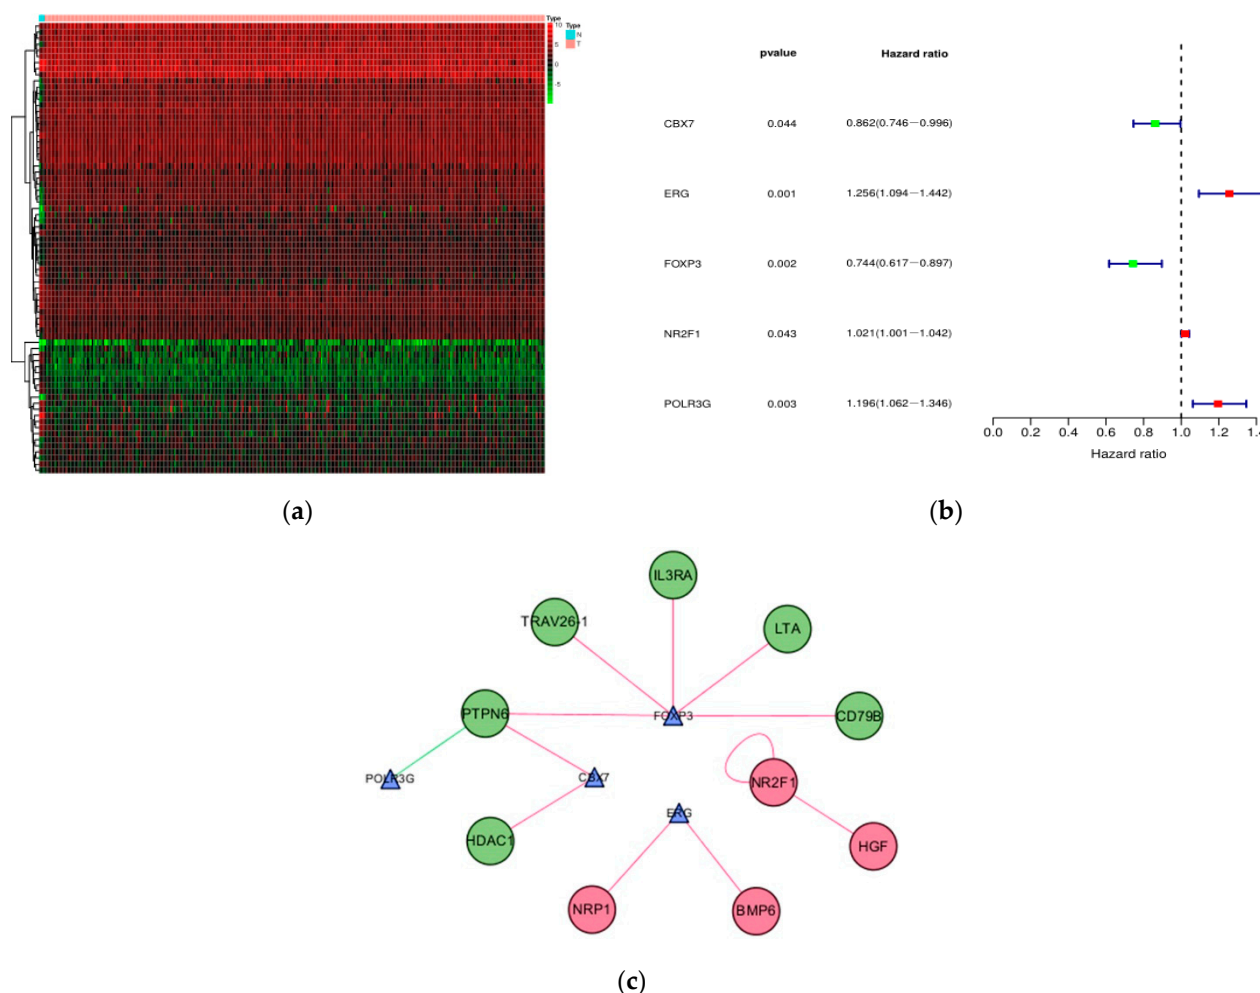 Type
10
5
0
-5
Type
N
T
(a)
pvalue Hazard ratio
CBX7 0.044 0.862(0.746−0.996)
ERG 0.001 1.256(1.094−1.442)
FOXP3 0.002 0.744(0.617−0.897)
NR2F1 0.043 1.021(1.001−1.042)
POLR3G 0.003 1.196(1.062−1.346)
0.0 0.2 0.4 0.6 0.8 1.0 1.2 1.4
Hazard ratio
(b)
IL3RA
TRAV26-1
LTA
PTPN6
FOXP3
CD79B
POLR3G
CBX7
NR2F1
ERG
HDAC1
HGF
NRP1
BMP6
(c)